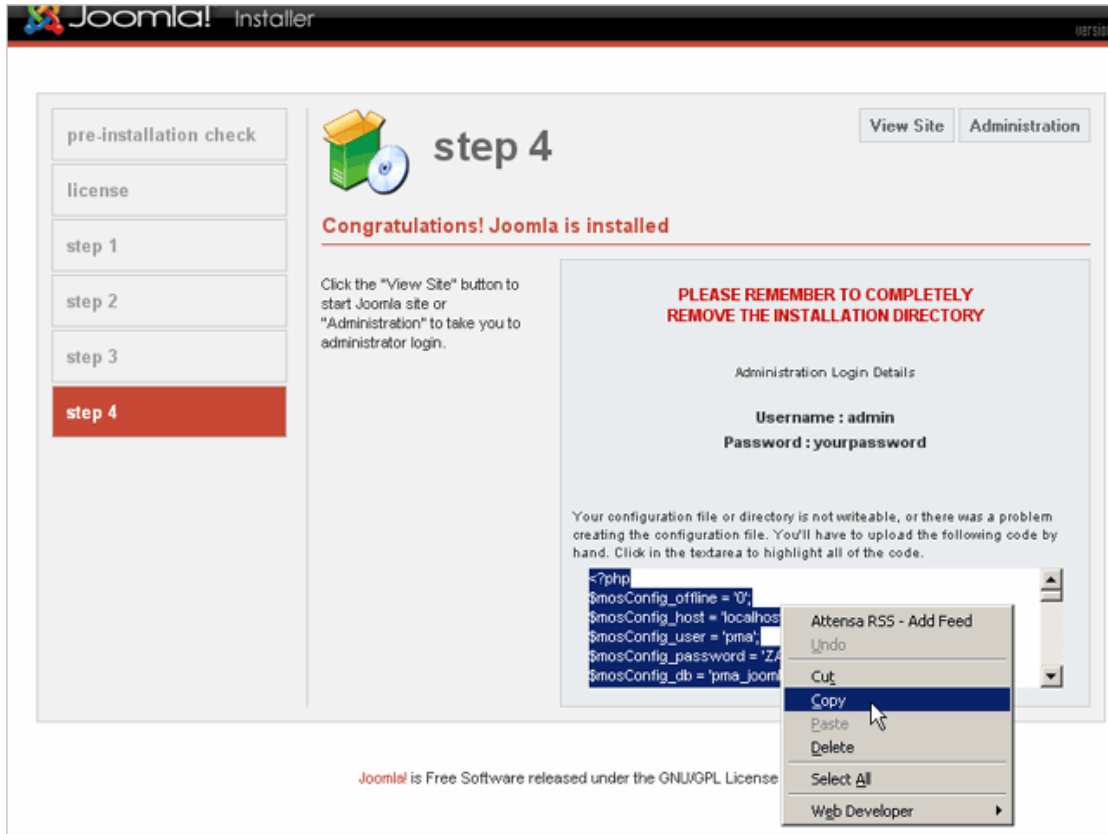 Joomla! Installer
version
pre-installation check
license
step 1
step 2
step 3
step 4
step 4
View Site
Administration
Congratulations! Joomla is installed
Click the "View Site" button to
start Joomla site or
"Administration" to take you to
administrator login.
PLEASE REMEMBER TO COMPLETELY
REMOVE THE INSTALLATION DIRECTORY
Administration Login Details
Username : admin
Password : yourpassword
Your configuration file or directory is not writeable, or there was a problem
creating the configuration file. You'll have to upload the following code by
hand. Click in the textarea to highlight all of the code.
<?php
$mosConfig_offline = '0';
$mosConfig_host = 'localhos
$mosConfig_user = 'pma';
$mosConfig_password = 'ZA
$mosConfig_db = 'pma_jooml
Attensa RSS - Add Feed
Undo
Cut
Copy
Paste
Delete
Select All
Web Developer
Joomla! is Free Software released under the GNU/GPL License